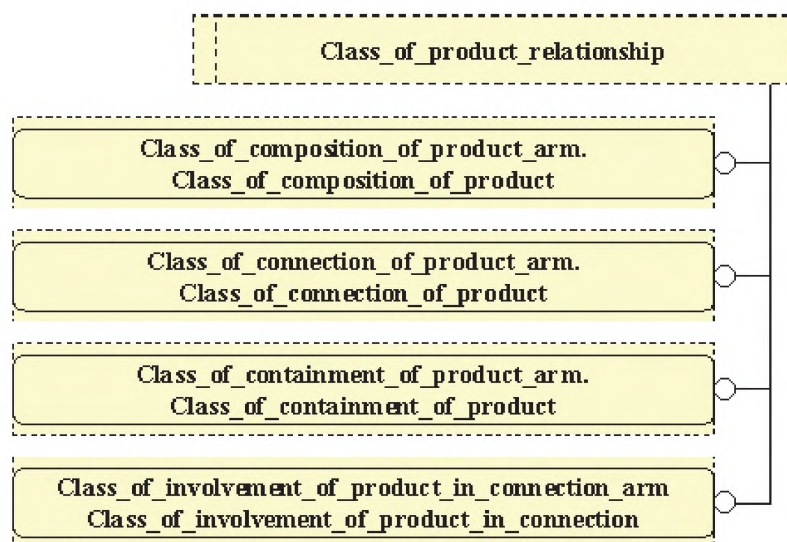 Class_of_product_relationship
Class_of_composition_of_product_arm.
Class_of_composition_of_product
Class_of_connection_of_product_arm.
Class_of_connection_of_product
Class_of_containment_of_product_arm.
Class_of_containment_of_product
Class_of_involvement_of_product_in_connection_arm
Class_of_involvement_of_product_in_connection